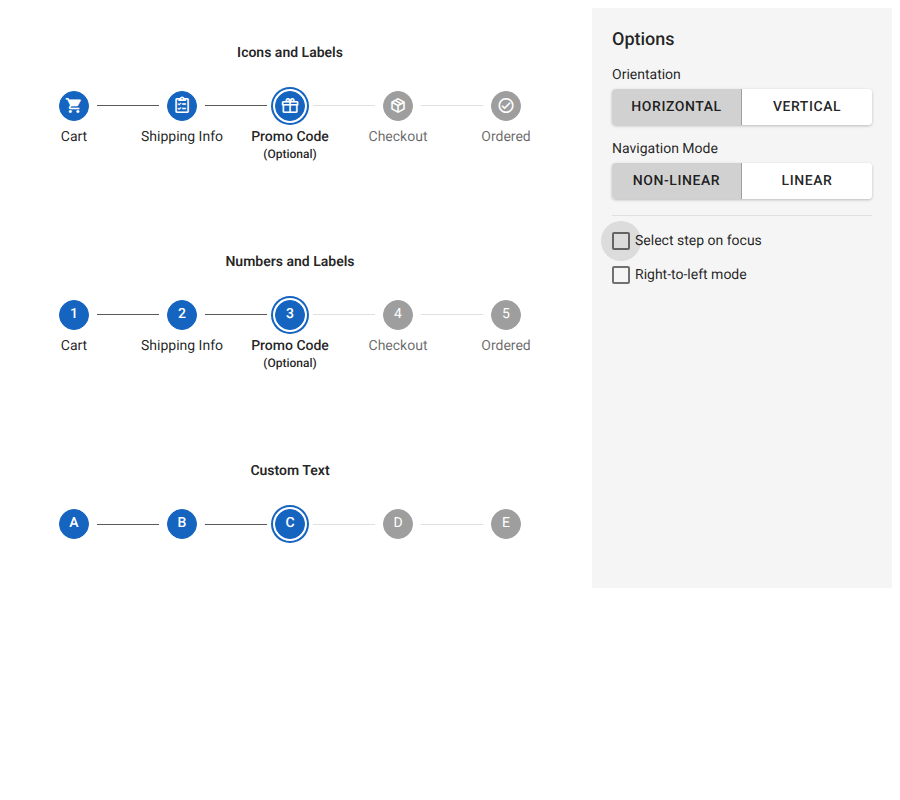 Icons and Labels
Cart
Shipping Info
Promo Code
(Optional)
Checkout
Ordered
Numbers and Labels
1
2
3
4
5
Cart
Shipping Info
Promo Code
(Optional)
Checkout
Ordered
Custom Text
A
B
C
D
E
Options
Orientation
HORIZONTAL
VERTICAL
Navigation Mode
NON-LINEAR
LINEAR
Select step on focus
Right-to-left mode